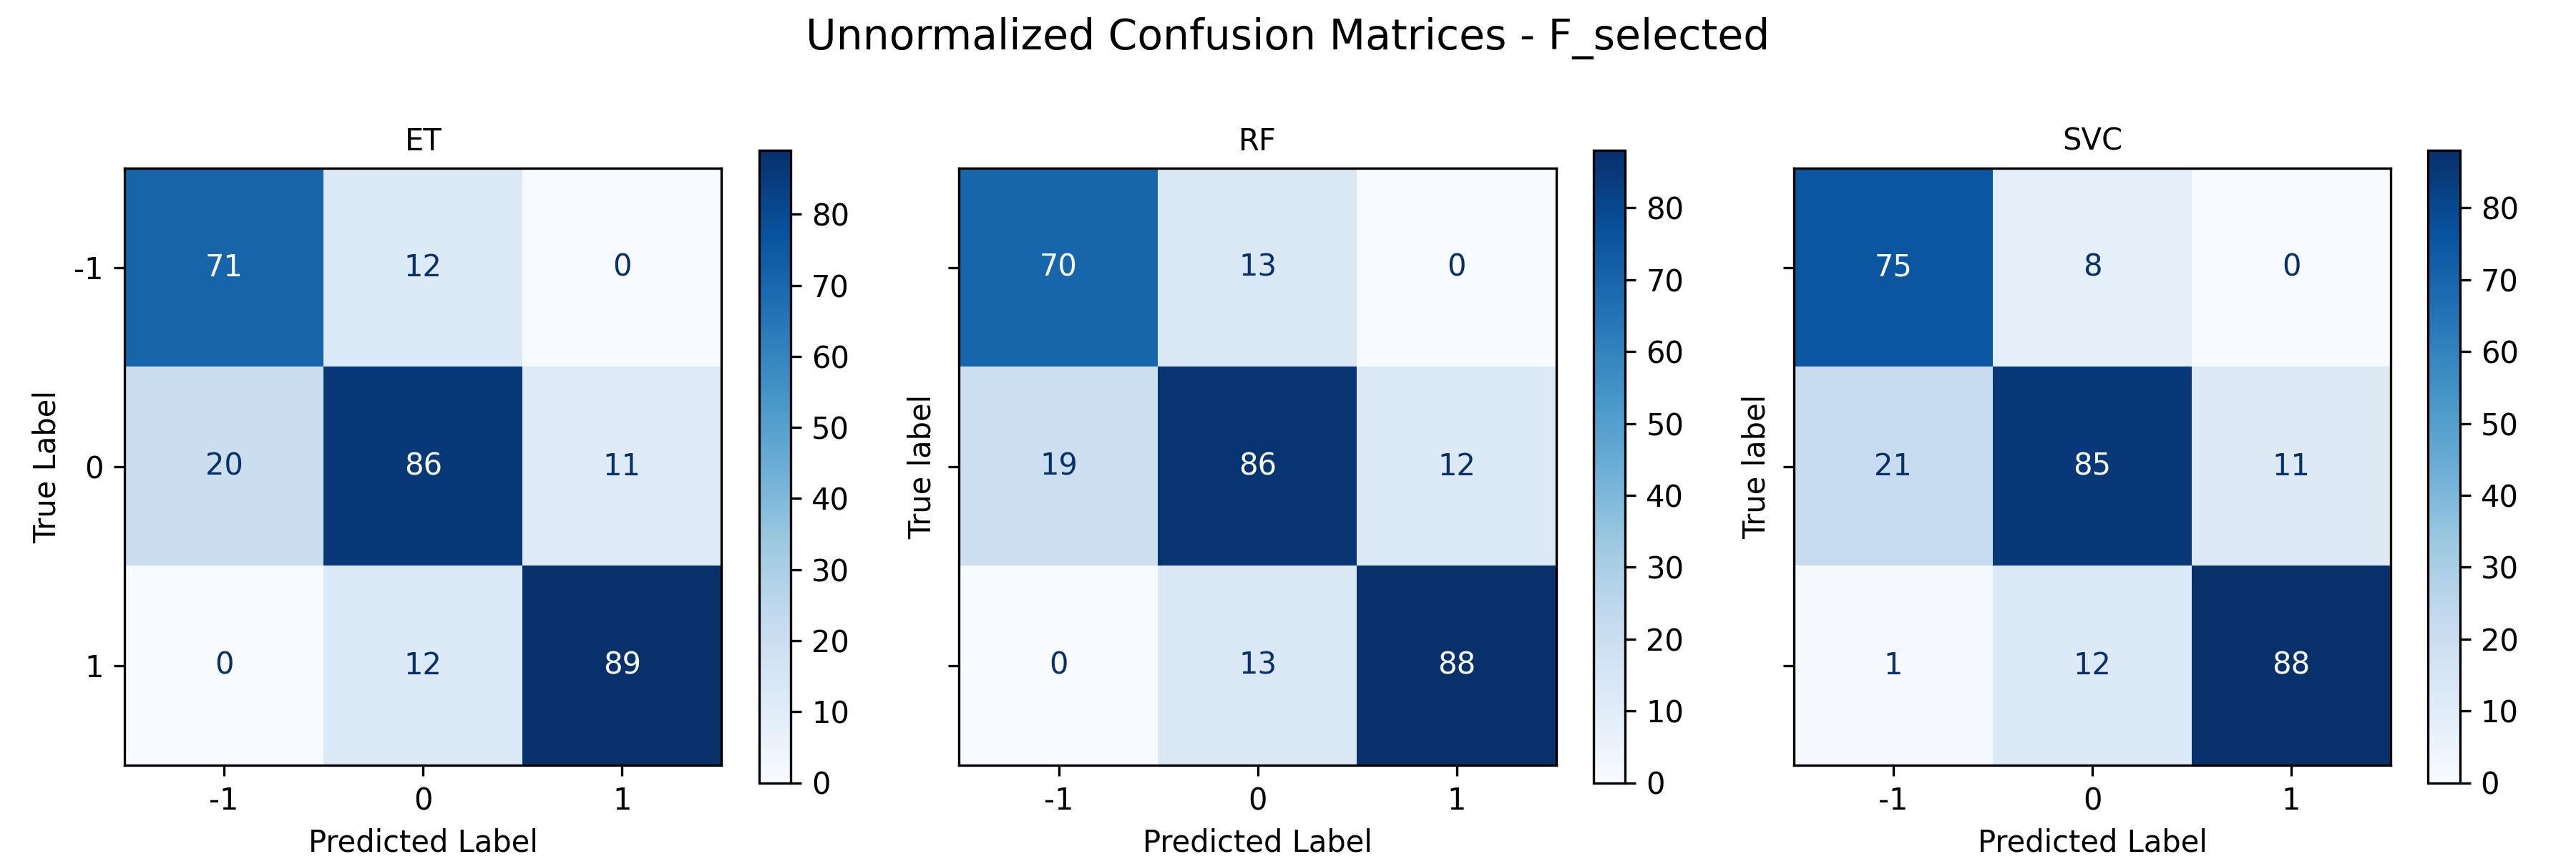 Unnormalized Confusion Matrices - F_selected
ET
True Label
-1
0
1
71 12 0
20 86 11
0 12 89
-1 0 1
Predicted Label
80
70
60
50
40
30
20
10
0
RF
True label
70 13 0
19 86 12
0 13 88
-1 0 1
Predicted Label
80
70
60
50
40
30
20
10
0
SVC
True label
75 8 0
21 85 11
1 12 88
-1 0 1
Predicted Label
80
70
60
50
40
30
20
10
0